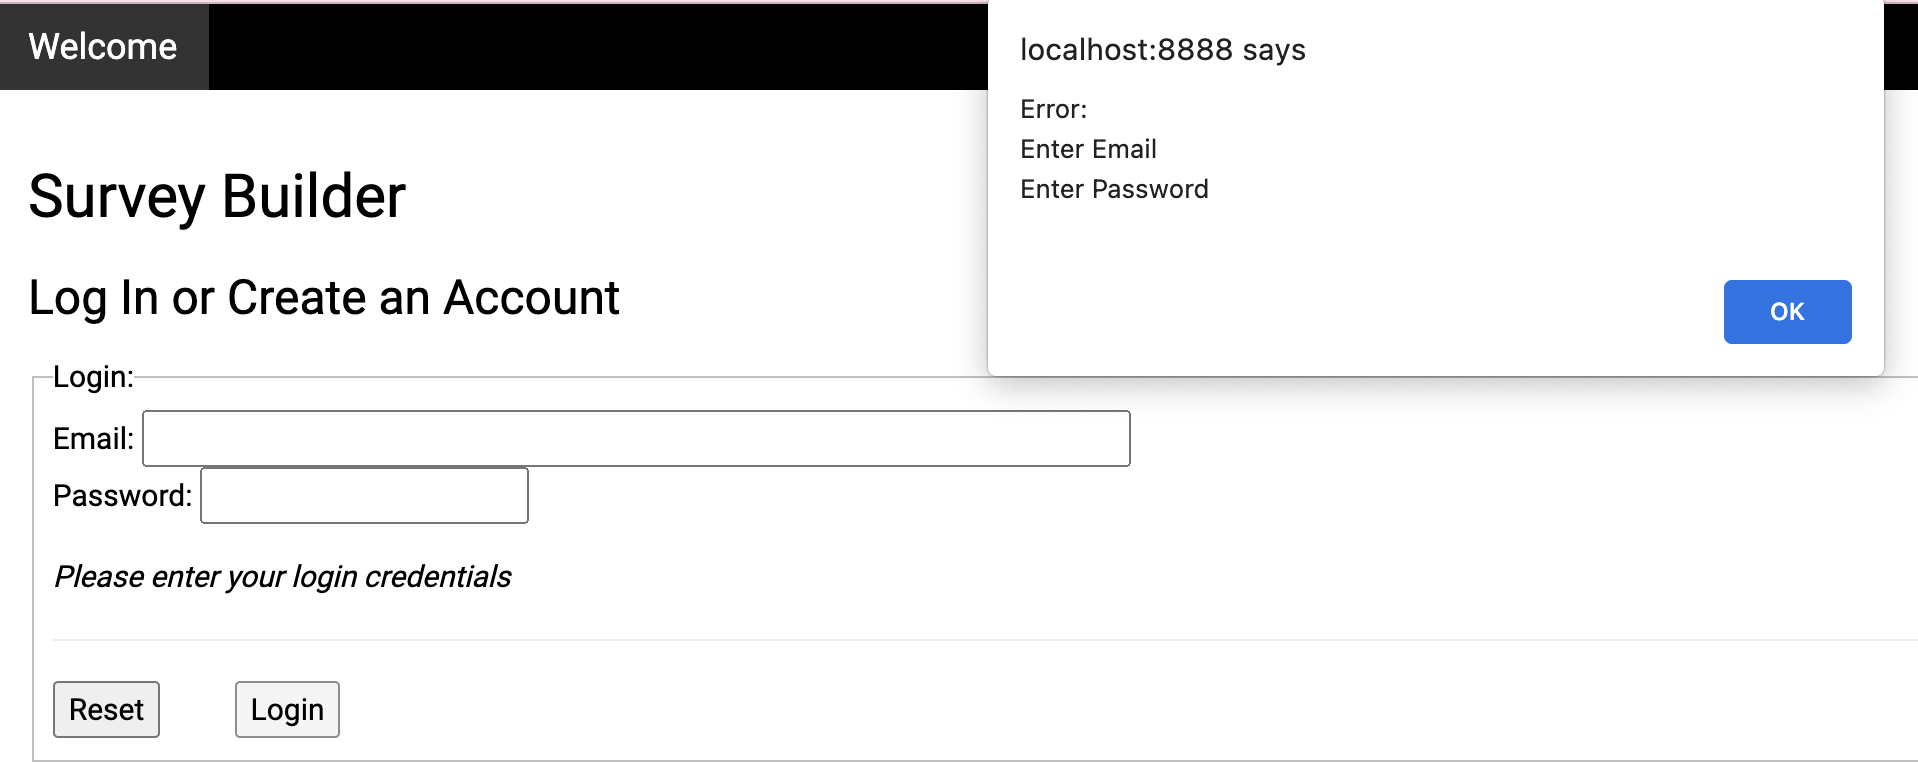 Welcome
localhost:8888 says
Error:
Enter Email
Enter Password
OK
Survey Builder
Log In or Create an Account
Login:
Email:
Password:
Please enter your login credentials
Reset Login